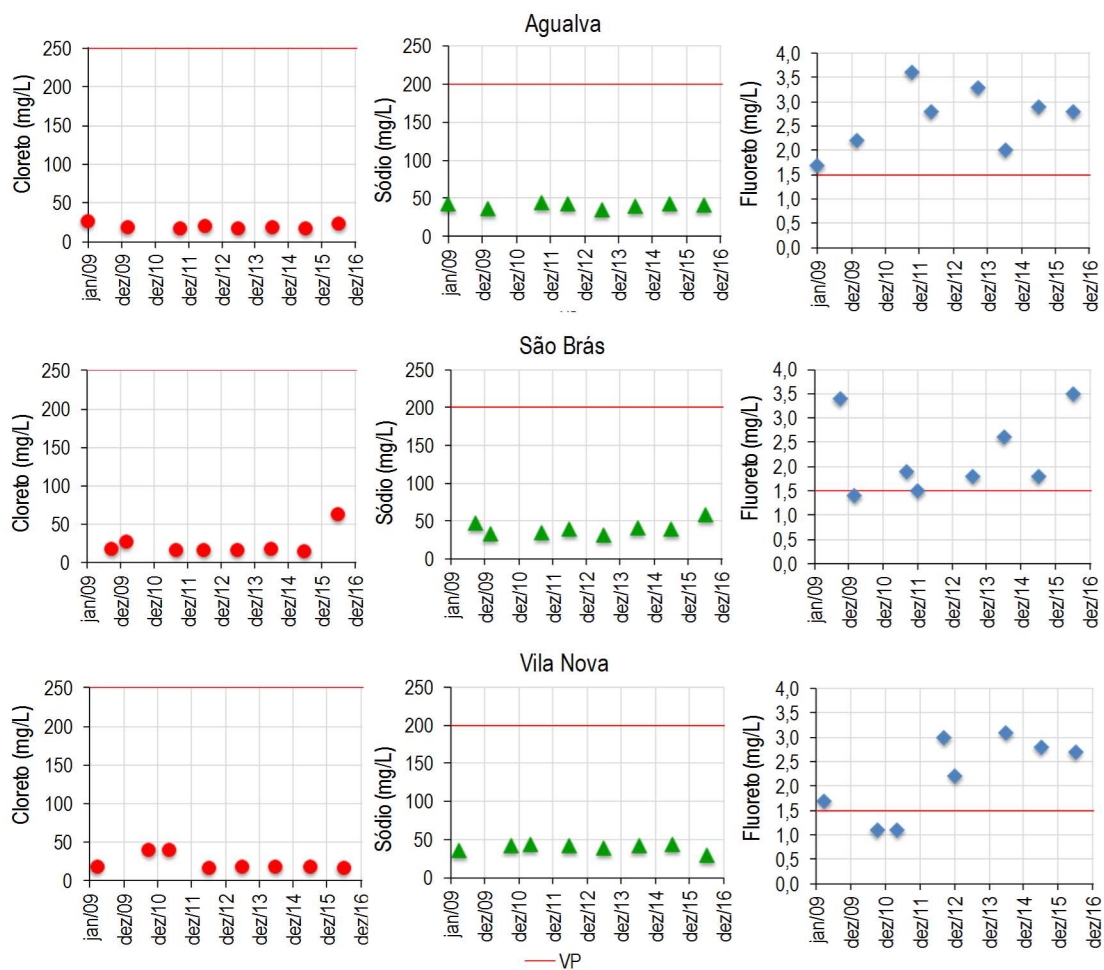 Agualva
Cloreto (mg/L)
250
200
150
100
50
0
jan/09
dez/09
dez/10
dez/11
dez/12
dez/13
dez/14
dez/15
dez/16
Sódio (mg/L)
250
200
150
100
50
0
jan/09
dez/09
dez/10
dez/11
dez/12
dez/13
dez/14
dez/15
dez/16
Fluoreto (mg/L)
4,0
3,5
3,0
2,5
2,0
1,5
1,0
0,5
0,0
jan/09
dez/09
dez/10
dez/11
dez/12
dez/13
dez/14
dez/15
dez/16
São Brás
Cloreto (mg/L)
250
200
150
100
50
0
jan/09
dez/09
dez/10
dez/11
dez/12
dez/13
dez/14
dez/15
dez/16
Sódio (mg/L)
250
200
150
100
50
0
jan/09
dez/09
dez/10
dez/11
dez/12
dez/13
dez/14
dez/15
dez/16
Fluoreto (mg/L)
4,0
3,5
3,0
2,5
2,0
1,5
1,0
0,5
0,0
jan/09
dez/09
dez/10
dez/11
dez/12
dez/13
dez/14
dez/15
dez/16
Vila Nova
Cloreto (mg/L)
250
200
150
100
50
0
jan/09
dez/09
dez/10
dez/11
dez/12
dez/13
dez/14
dez/15
dez/16
Sódio (mg/L)
250
200
150
100
50
0
jan/09
dez/09
dez/10
dez/11
dez/12
dez/13
dez/14
dez/15
dez/16
Fluoreto (mg/L)
4,0
3,5
3,0
2,5
2,0
1,5
1,0
0,5
0,0
jan/09
dez/09
dez/10
dez/11
dez/12
dez/13
dez/14
dez/15
dez/16
VP